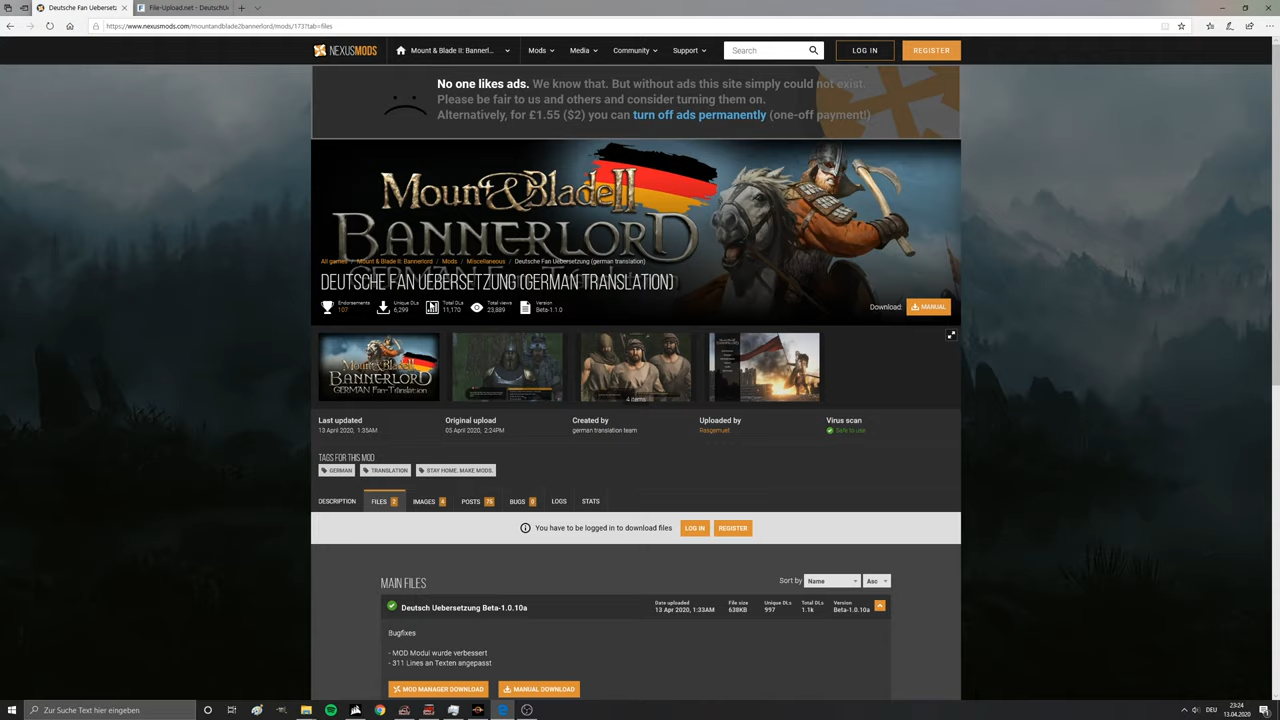 Deutsche Fan Uebersetz
File-Upload.net - DeutschUe
https://www.nexusmods.com/mountandblade2bannerlord/mods/173?tab=files
NEXUSMODS
Mount & Blade II: Bannerl...
Mods
Media
Community
Support
Search
LOG IN
REGISTER
No one likes ads. We know that. But without ads this site simply could not exist.
Please be fair to us and others and consider turning them on.
Alternatively, for £1.55 ($2) you can turn off ads permanently (one-off payment!)
MOUNT & BLADE II
BANNERLORD
All games / Mount & Blade II: Bannerlord / Mods / Miscellaneous / Deutsche Fan Uebersetzung (german translation)
DEUTSCHE FAN UEBERSETZUNG (GERMAN TRANSLATION)
Endorsements
107
Unique DLs
6,299
Total DLs
11,170
Total views
23,889
Version
Beta-1.1.0
Download: MANUAL
MOUNT & BLADE II
BANNERLORD
GERMAN Fan-Translation
4 items
Last updated
13 April 2020, 1:35AM
Original upload
05 April 2020, 2:24PM
Created by
german translation team
Uploaded by
Rasgemuet
Virus scan
Safe to use
TAGS FOR THIS MOD
GERMAN
TRANSLATION
STAY HOME. MAKE MODS.
DESCRIPTION
FILES 2
IMAGES 4
POSTS 75
BUGS 0
LOGS
STATS
You have to be logged in to download files
LOG IN
REGISTER
MAIN FILES
Sort by
Name
Asc
Deutsch Uebersetzung Beta-1.0.10a
Date uploaded
13 Apr 2020, 1:33AM
File size
638KB
Unique DLs
997
Total DLs
1.1k
Version
Beta-1.0.10a
Bugfixes
- MOD Modul wurde verbessert
- 311 Lines an Texten angepasst
MOD MANAGER DOWNLOAD
MANUAL DOWNLOAD
Zur Suche Text hier eingeben
DEU
23:24
13.04.2020